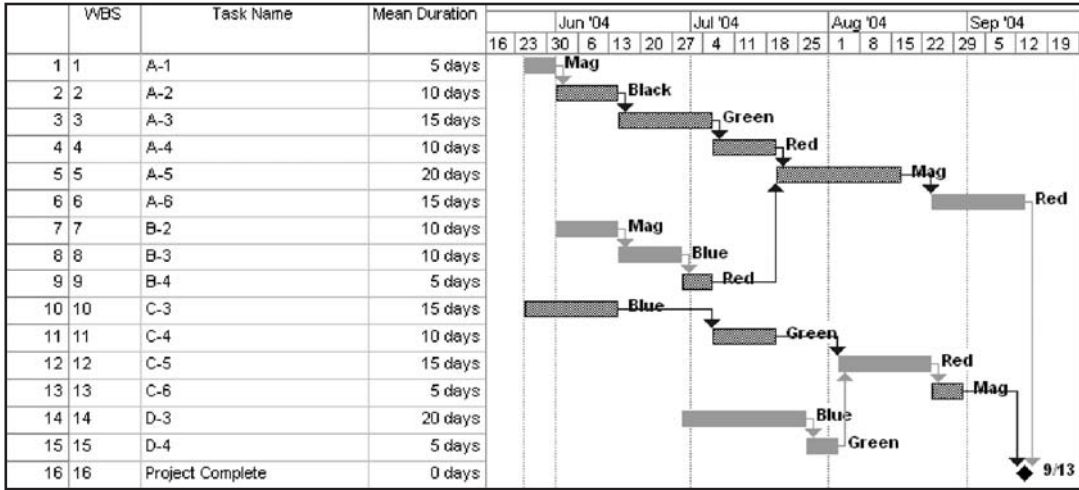 WBS Task Name Mean Duration
Jun '04 Jul '04 Aug '04 Sep '04
16 23 30 6 13 20 27 4 11 18 25 1 8 15 22 29 5 12 19
1 1 A-1 5 days Mag
2 2 A-2 10 days Black
3 3 A-3 15 days Green
4 4 A-4 10 days Red
5 5 A-5 20 days Mag
6 6 A-6 15 days Red
7 7 B-2 10 days Mag
8 8 B-3 10 days Blue
9 9 B-4 5 days Red
10 10 C-3 15 days Blue
11 11 C-4 10 days Green
12 12 C-5 15 days Red
13 13 C-6 5 days Mag
14 14 D-3 20 days Blue
15 15 D-4 5 days Green
16 16 Project Complete 0 days 9/13